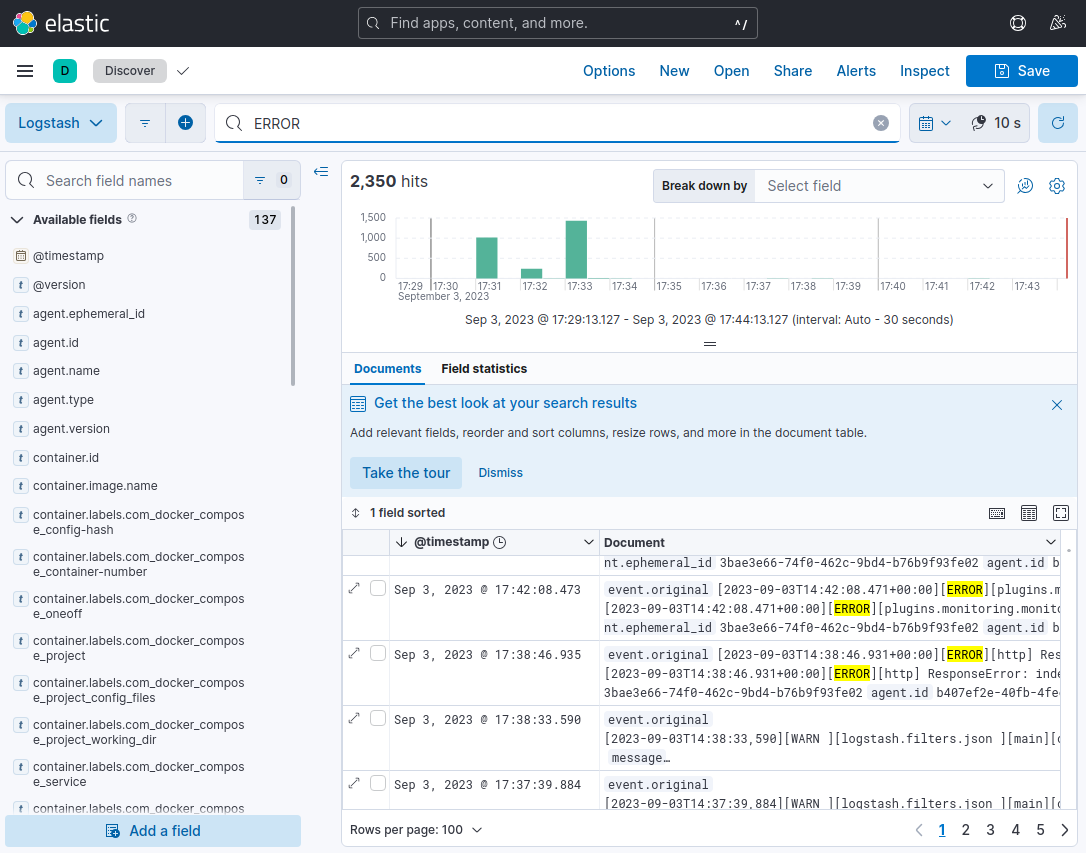 elastic
Find apps, content, and more.
^/
D
Discover
Options
New
Open
Share
Alerts
Inspect
Save
Logstash
ERROR
10 s
Search field names
0
2,350 hits
Break down by
Select field
Available fields
137
@timestamp
t @version
t agent.ephemeral_id
t agent.id
t agent.name
t agent.type
t agent.version
t container.id
t container.image.name
t container.labels.com_docker_compos
e_config-hash
t container.labels.com_docker_compos
e_container-number
t container.labels.com_docker_compos
e_oneoff
t container.labels.com_docker_compos
e_project
t container.labels.com_docker_compos
e_project_config_files
t container.labels.com_docker_compos
e_project_working_dir
t container.labels.com_docker_compos
e_service
t container.labels.com_docker_compos
Add a field
1,500
1,000
500
0
17:29 17:30 17:31 17:32 17:33 17:34 17:35 17:36 17:37 17:38 17:39 17:40 17:41 17:42 17:43
September 3, 2023
Sep 3, 2023 @ 17:29:13.127 - Sep 3, 2023 @ 17:44:13.127 (interval: Auto - 30 seconds)
Documents
Field statistics
Get the best look at your search results
Add relevant fields, reorder and sort columns, resize rows, and more in the document table.
Take the tour
Dismiss
1 field sorted
@timestamp
Document
nt.ephemeral_id 3bae3e66-74f0-462c-9bd4-b76b9f93fe02 agent.id b
Sep 3, 2023 @ 17:42:08.473
event.original [2023-09-03T14:42:08.471+00:00][ERROR][plugins.m
[2023-09-03T14:42:08.471+00:00][ERROR][plugins.monitoring.monito
nt.ephemeral_id 3bae3e66-74f0-462c-9bd4-b76b9f93fe02 agent.id b
Sep 3, 2023 @ 17:38:46.935
event.original [2023-09-03T14:38:46.931+00:00][ERROR][http] Res
[2023-09-03T14:38:46.931+00:00][ERROR][http] ResponseError: inde
3bae3e66-74f0-462c-9bd4-b76b9f93fe02 agent.id b407ef2e-40fb-4fe
Sep 3, 2023 @ 17:38:33.590
event.original
[2023-09-03T14:38:33,590][WARN ][logstash.filters.json ][main][c
message…
Sep 3, 2023 @ 17:37:39.884
event.original
[2023-09-03T14:37:39,884][WARN ][logstash.filters.json ][main][c
Rows per page: 100
1 2 3 4 5